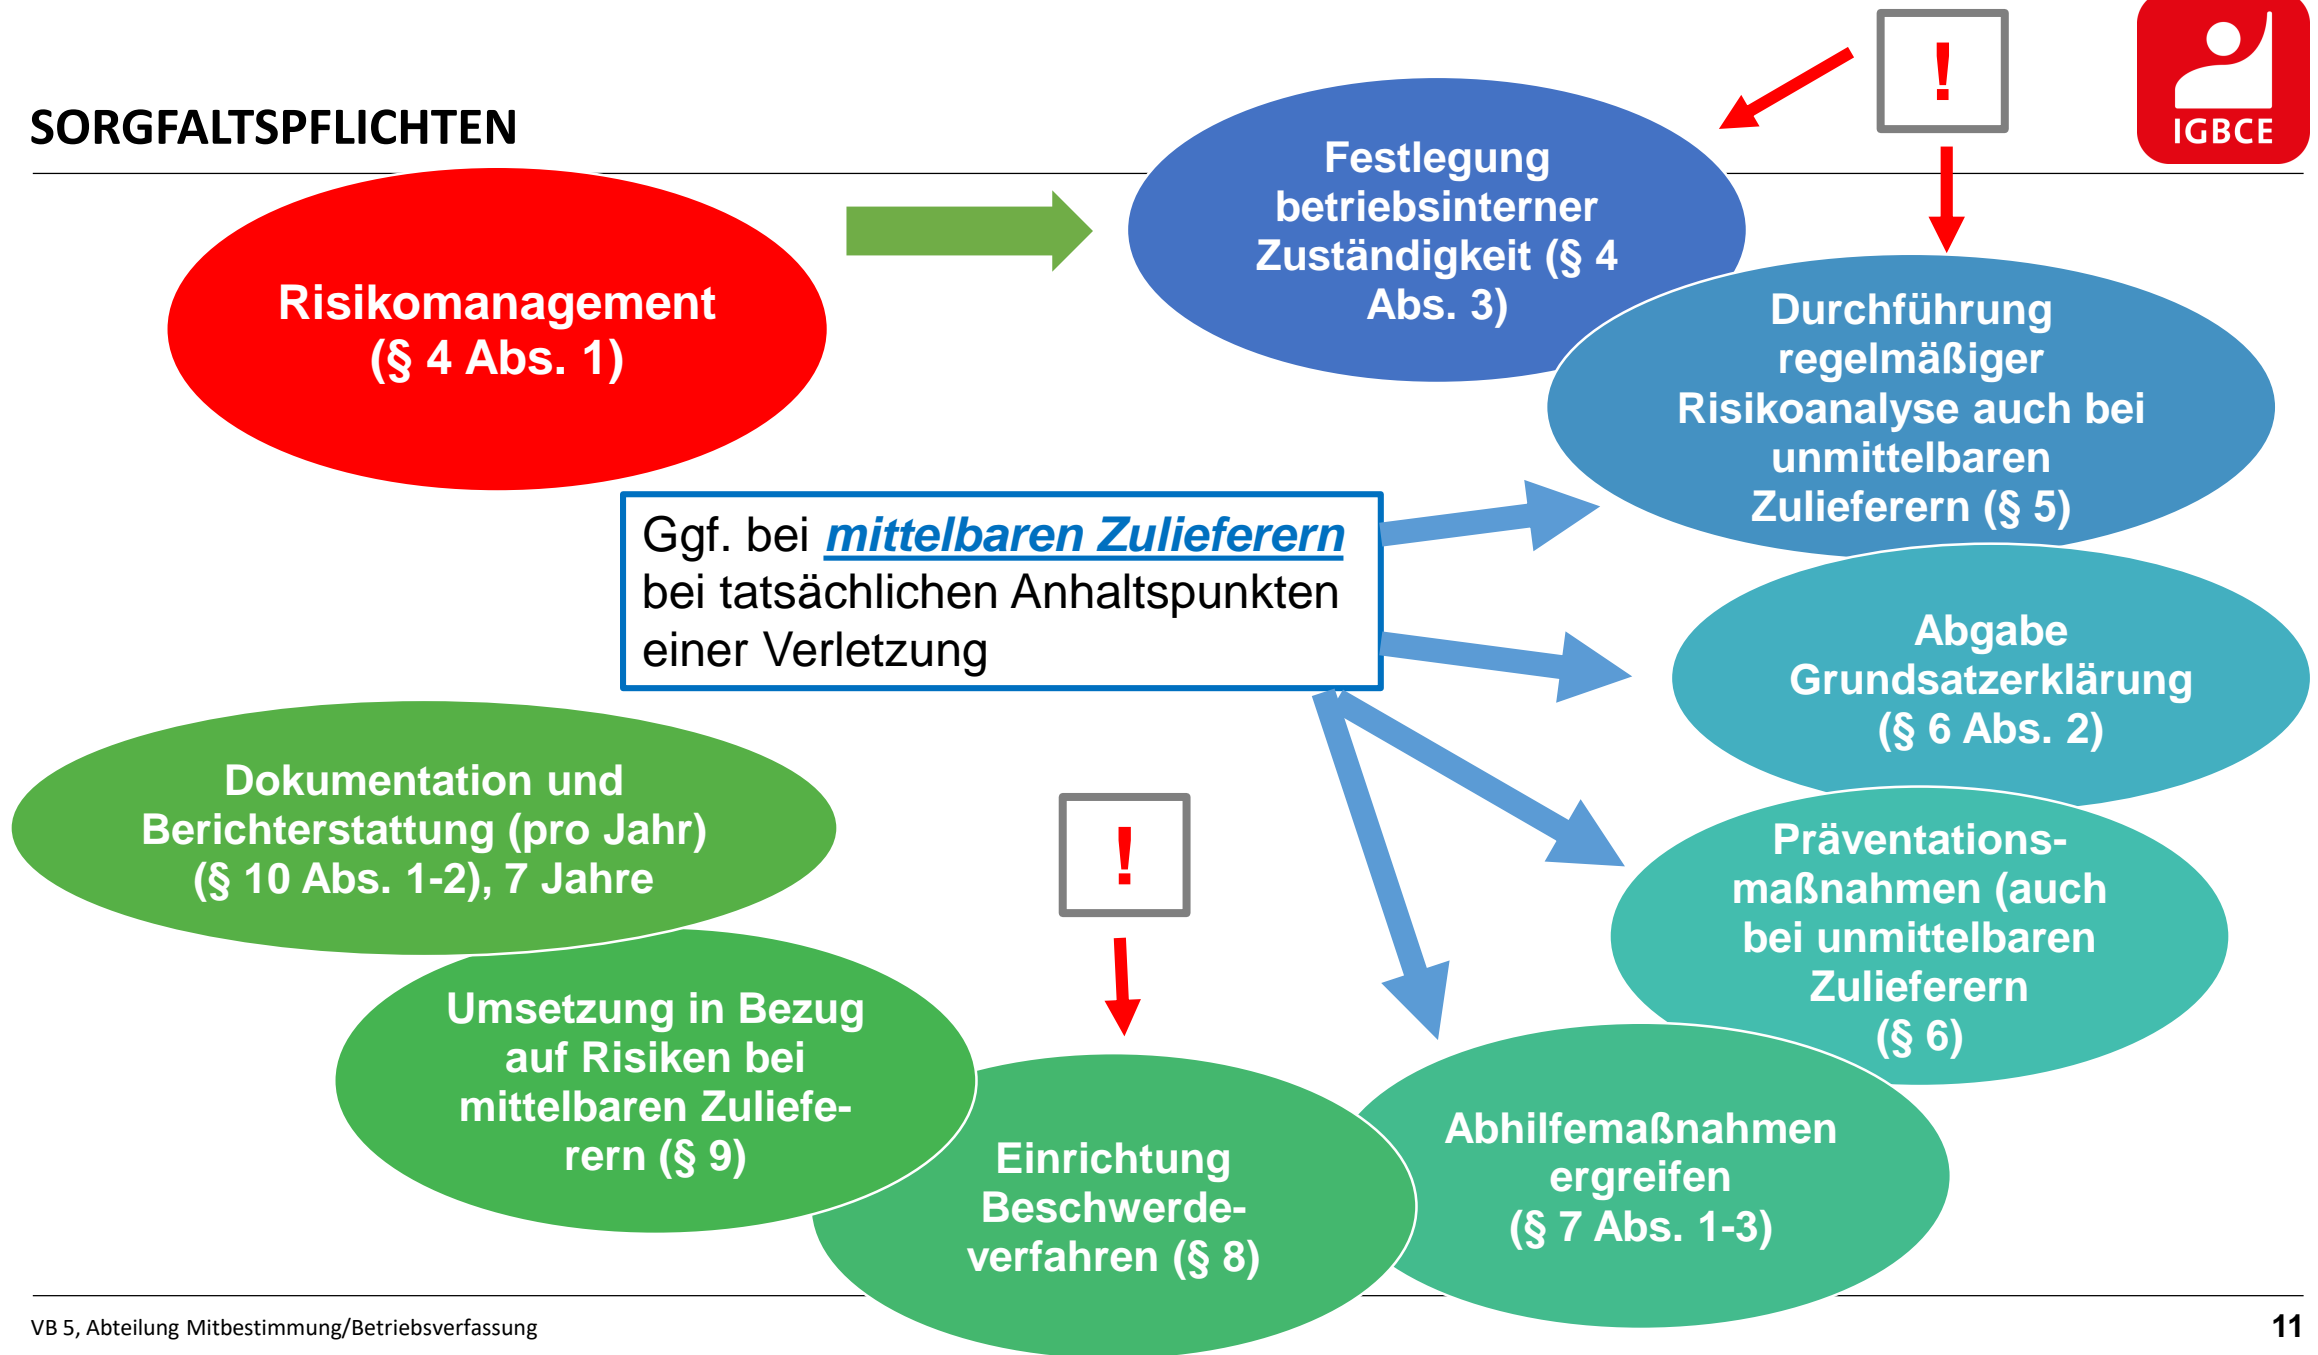 !
IGBCE
SORGFALTSPFLICHTEN
Risikomanagement
(§ 4 Abs. 1)
Festlegung
betriebsinterner
Zuständigkeit (§ 4
Abs. 3)
Durchführung
regelmäßiger
Risikoanalyse auch bei
unmittelbaren
Zulieferern (§ 5)
Ggf. bei mittelbaren Zulieferern
bei tatsächlichen Anhaltspunkten
einer Verletzung
Abgabe
Grundsatzerklärung
(§ 6 Abs. 2)
Präventations-
maßnahmen (auch
bei unmittelbaren
Zulieferern
(§ 6)
Abhilfemaßnahmen
ergreifen
(§ 7 Abs. 1-3)
!
Einrichtung
Beschwerde-
verfahren (§ 8)
Umsetzung in Bezug
auf Risiken bei
mittelbaren Zuliefe-
rern (§ 9)
Dokumentation und
Berichterstattung (pro Jahr)
(§ 10 Abs. 1-2), 7 Jahre
VB 5, Abteilung Mitbestimmung/Betriebsverfassung
11